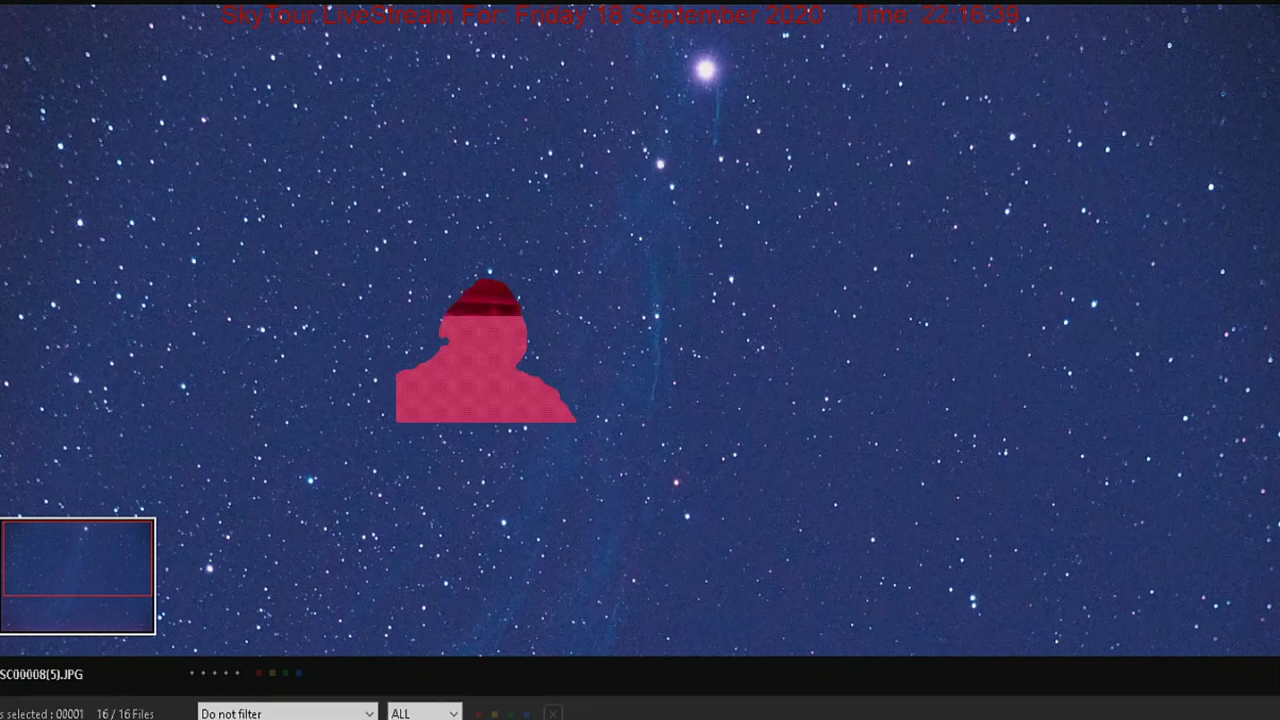 SkyTour LiveStream For: Friday 18 September 2020 Time: 22:16:39
SC00008(5).JPG
s selected : 00001 16 / 16 Files Do not filter ALL